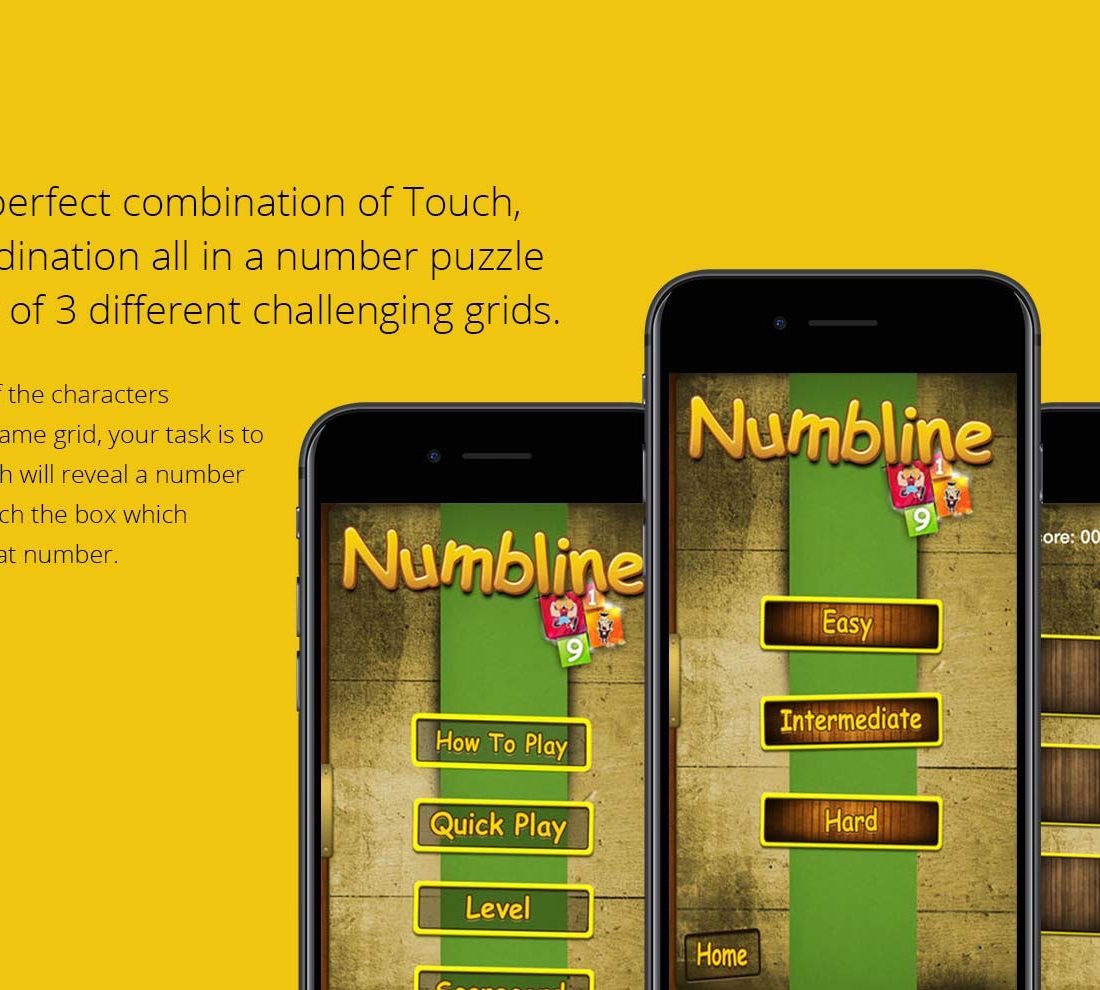 perfect combination of Touch,
dination all in a number puzzle
of 3 different challenging grids.
f the characters
ame grid, your task is to
h will reveal a number
ch the box which
at number.
Numbline
1
9
How To Play
Quick Play
Level
Numbline
1
9
Easy
Intermediate
Hard
Home
ore: 00